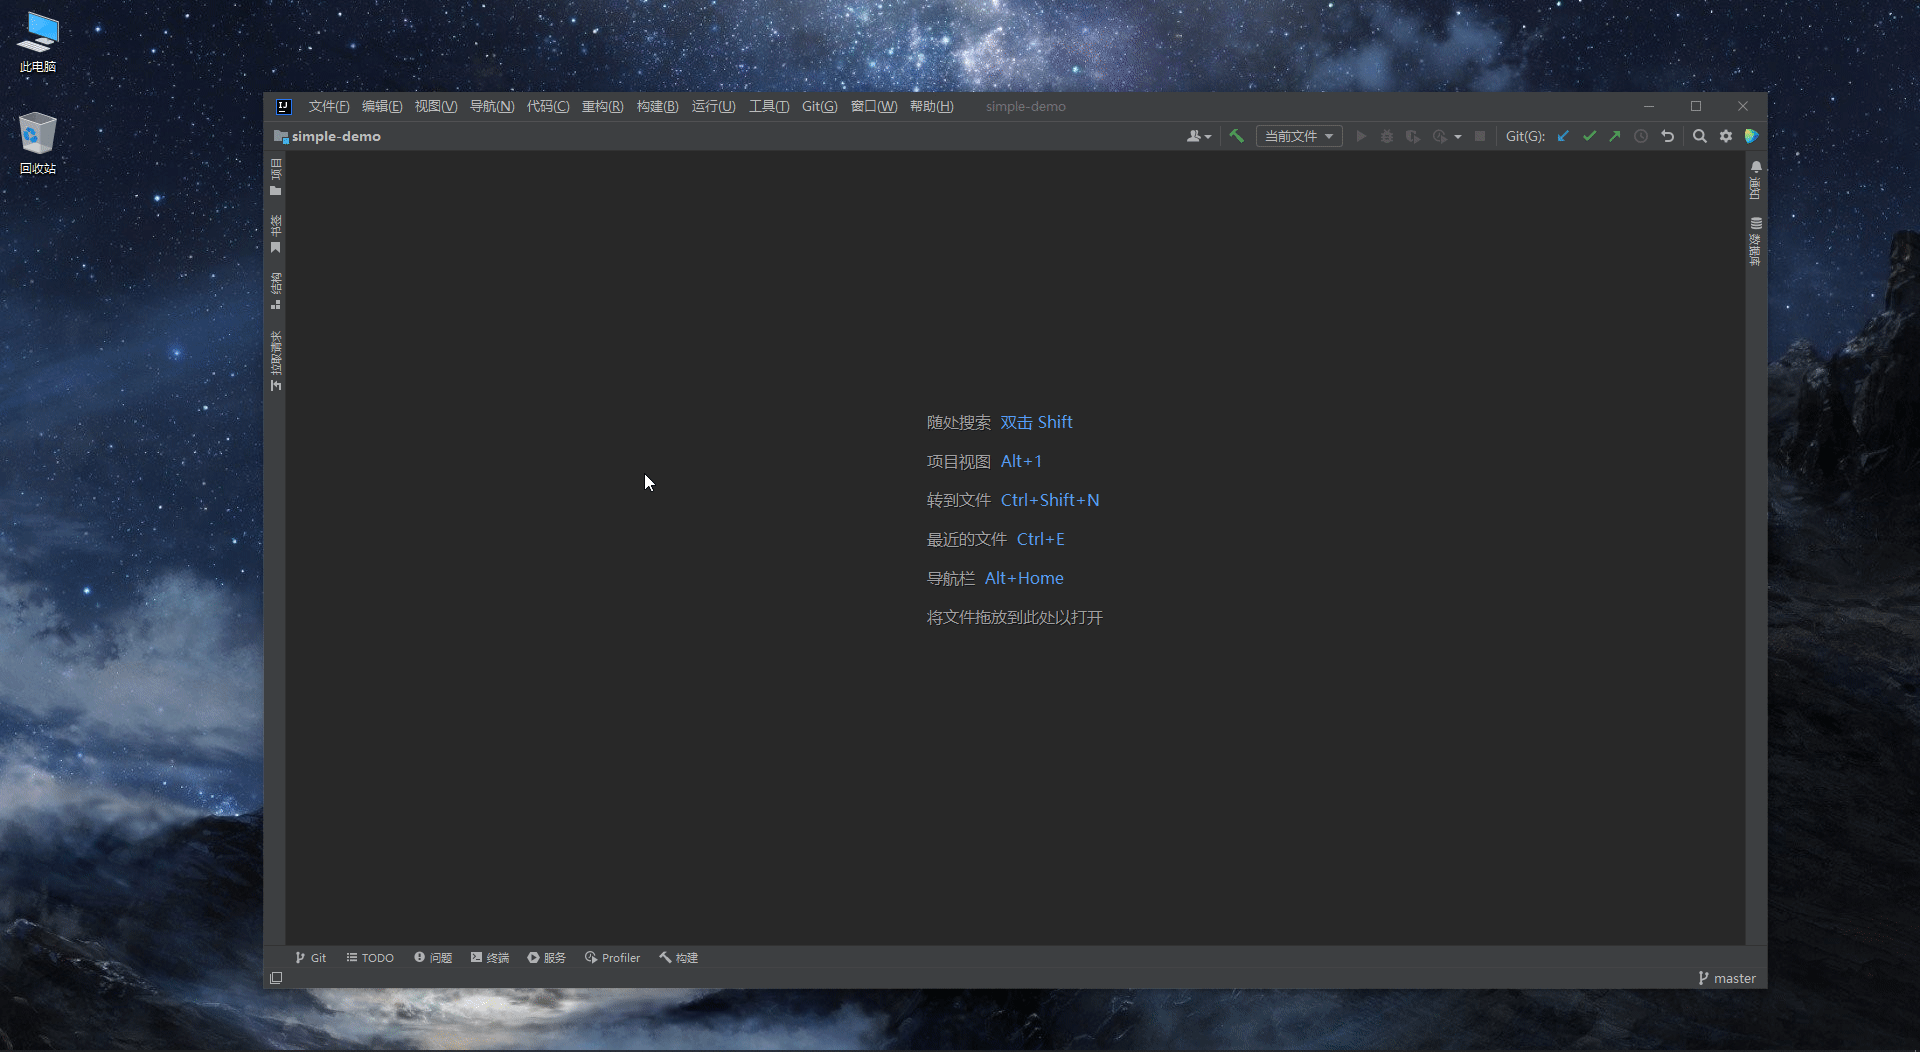 此电脑
回收站
IJ
文件(F) 编辑(E) 视图(V) 导航(N) 代码(C) 重构(R) 构建(B) 运行(U) 工具(T) Git(G) 窗口(W) 帮助(H) simple-demo
simple-demo
当前文件
Git(G):
项目
书签
结构
拉取请求
通知
数据库
随处搜索 双击 Shift
项目视图 Alt+1
转到文件 Ctrl+Shift+N
最近的文件 Ctrl+E
导航栏 Alt+Home
将文件拖放到此处以打开
Git TODO 问题 终端 服务 Profiler 构建
master